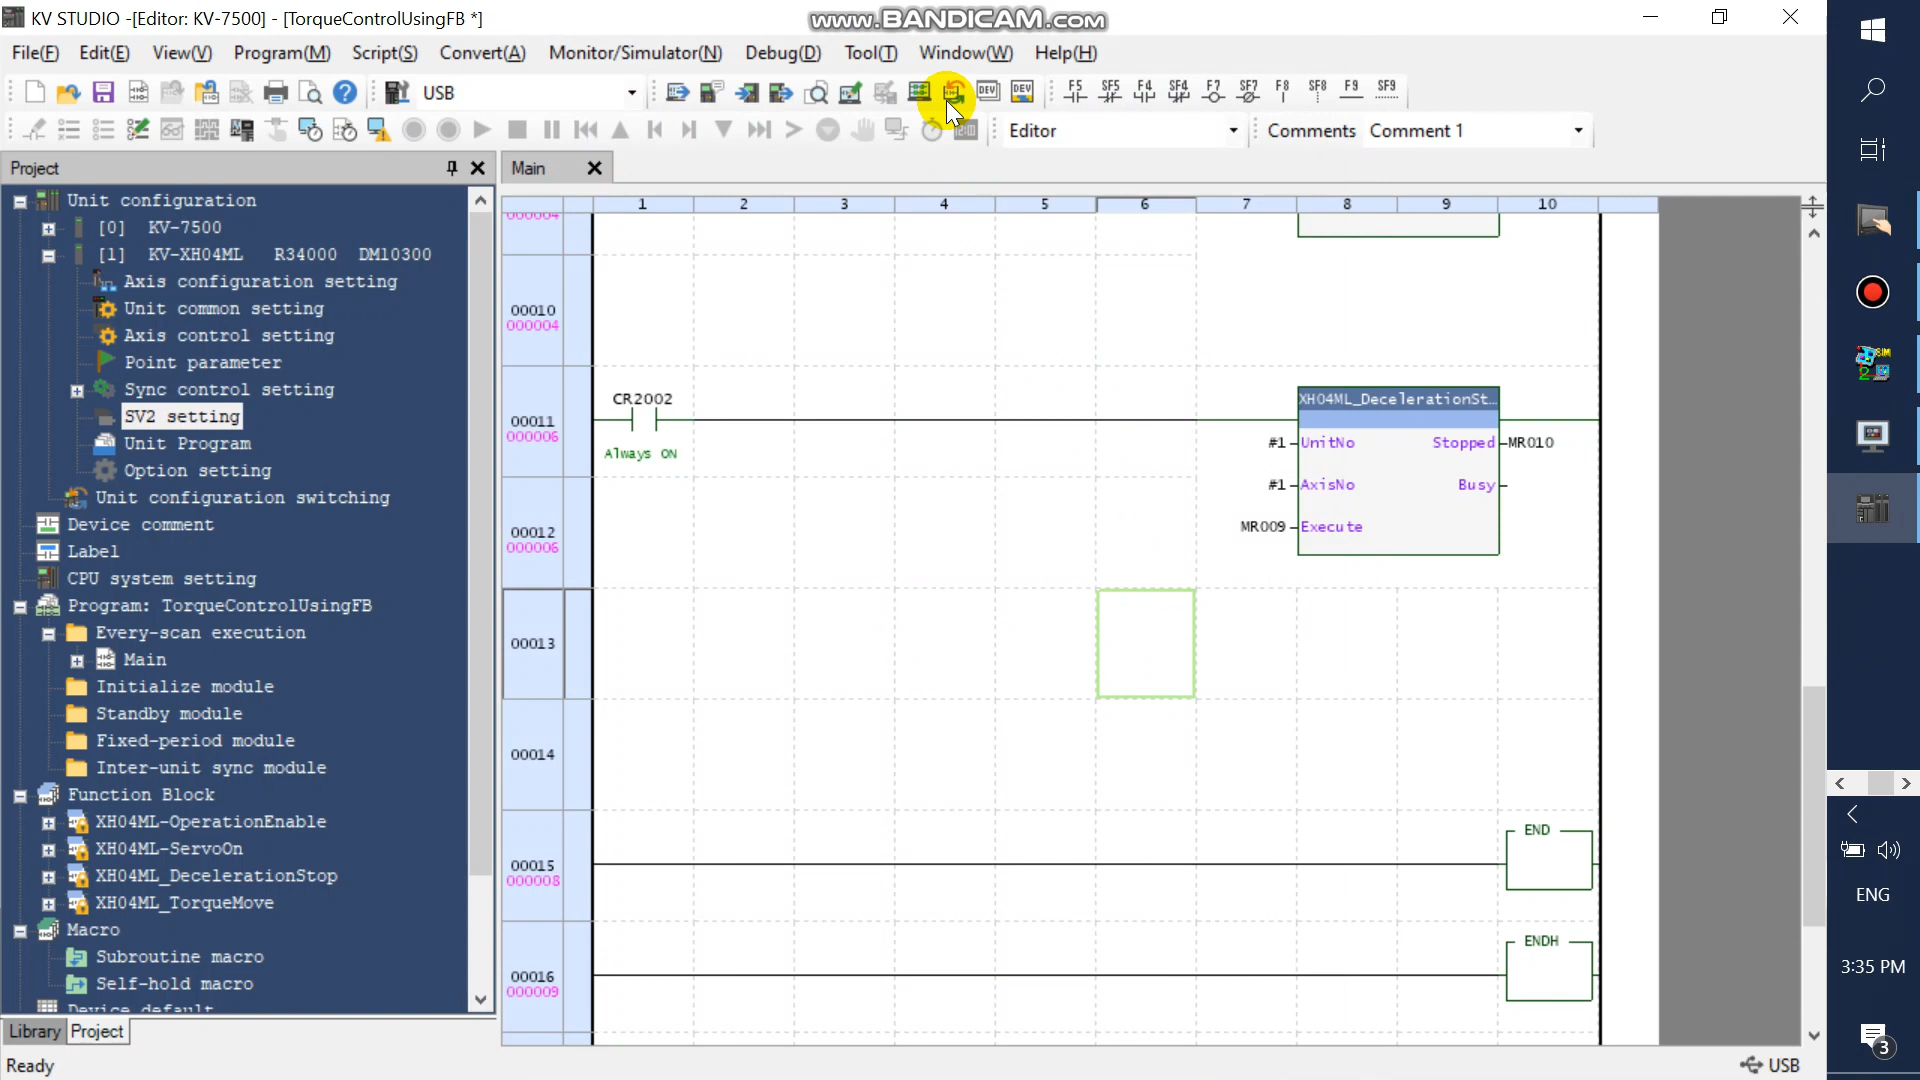 KV STUDIO -[Editor: KV-7500] - [TorqueControlUsingFB *]
www.BANDICAM.com
File(F) Edit(E) View(V) Program(M) Script(S) Convert(A) Monitor/Simulator(N) Debug(D) Tool(T) Window(W) Help(H)
USB
DEV DEV
F5 SF5 F4 SF4 F7 SF7 F8 SF8 F9 SF9
Editor Comments Comment 1
Project
Main
Unit configuration
[0] KV-7500
[1] KV-XH04ML R34000 DM10300
Axis configuration setting
Unit common setting
Axis control setting
Point parameter
Sync control setting
SV2 setting
Unit Program
Option setting
Unit configuration switching
Device comment
Label
CPU system setting
Program: TorqueControlUsingFB
Every-scan execution
Main
Initialize module
Standby module
Fixed-period module
Inter-unit sync module
Function Block
XH04ML-OperationEnable
XH04ML-ServoOn
XH04ML_DecelerationStop
XH04ML_TorqueMove
Macro
Subroutine macro
Self-hold macro
Device default
Library Project
Ready
1 2 3 4 5 6 7 8 9 10
000004
00010
000004
00011
000006
CR2002
Always ON
XH04ML_DecelerationSt...
#1 UnitNo Stopped MR010
#1 AxisNo Busy
MR009 Execute
00012
000006
00013
00014
00015
000008
END
00016
000009
ENDH
USB
SIM
ENG
3:35 PM
3